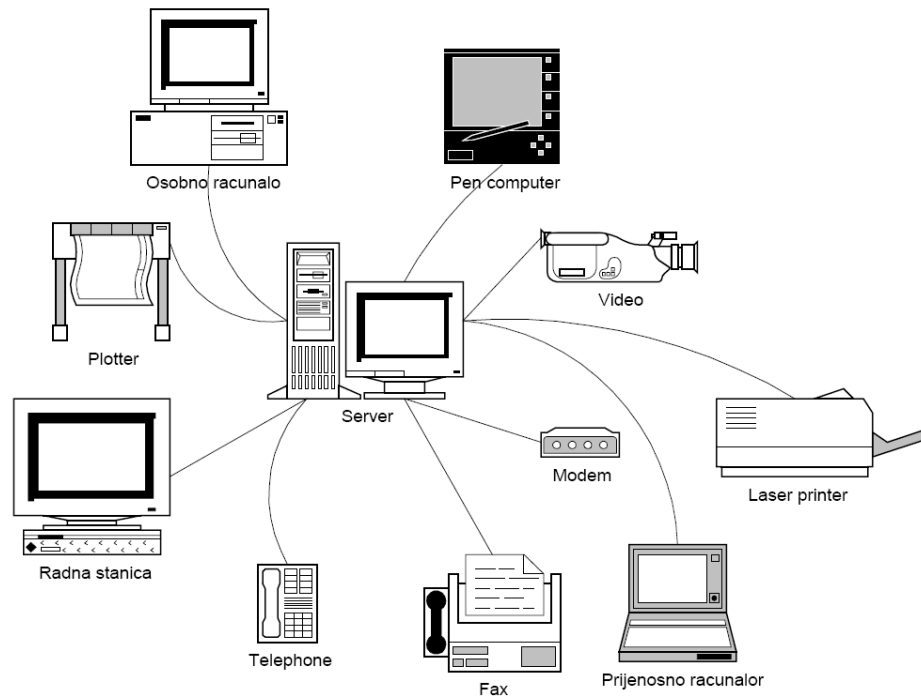 Osobno racunalo
Pen computer
Video
Plotter
Server
Modem
Laser printer
Radna stanica
Telephone
Fax
Prijenosno racunalor